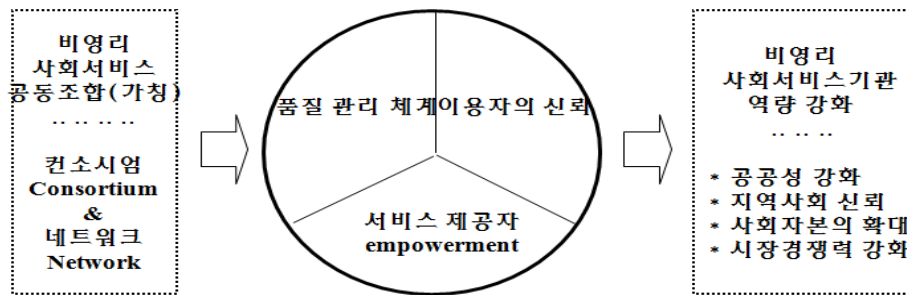 비영리
사회서비스
공동조합(가칭)
‥ ‥ ‥ ‥
컨소시엄
Consortium
&
네트워크
Network
품질 관리 체계
이용자의 신뢰
서비스 제공자
empowerment
비영리
사회서비스기관
역량 강화
‥ ‥ ‥
* 공공성 강화
* 지역사회 신뢰
* 사회자본의 확대
* 시장경쟁력 강화